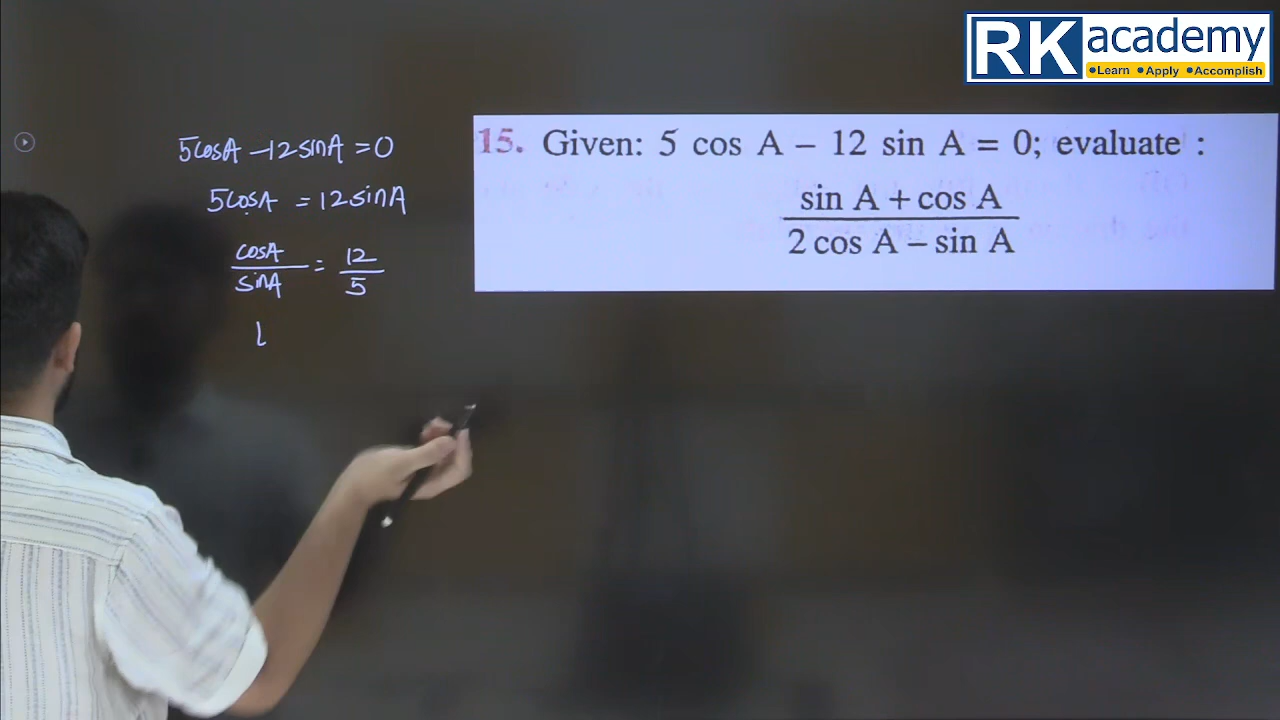 RK academy
•Learn •Apply •Accomplish
5cosA - 12sinA = 0
5cosA = 12sinA
cosA/sinA = 12/5
15. Given: 5 cos A – 12 sin A = 0; evaluate :
sin A + cos A
2 cos A – sin A